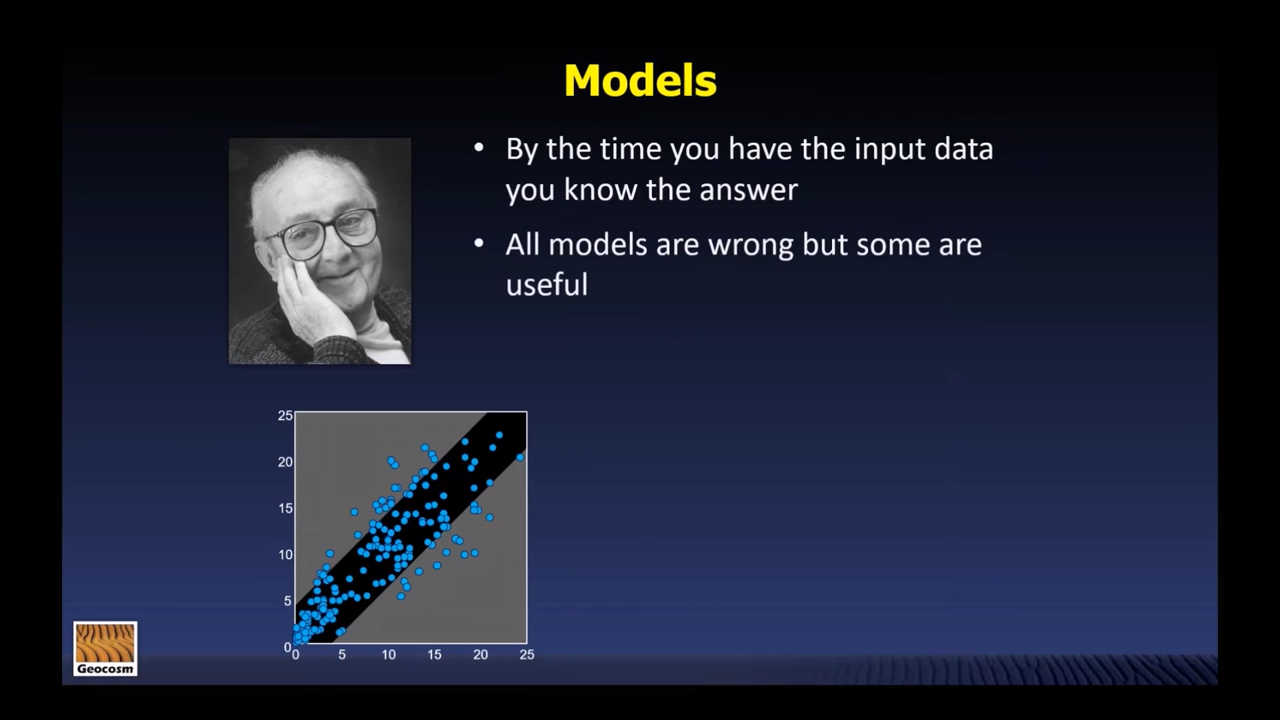 Models
• By the time you have the input data
you know the answer
• All models are wrong but some are
useful
25
20
15
10
5
0
0 5 10 15 20 25
Geocosm